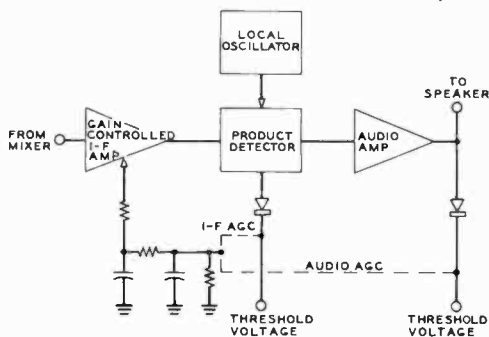 LOCAL
OSCILLATOR
TO
SPEAKER
FROM
MIXER
GAIN
CONTROLLED
I-F
AMP
PRODUCT
DETECTOR
AUDIO
AMP
I-F AGC
AUDIO AGC
THRESHOLD
VOLTAGE
THRESHOLD
VOLTAGE